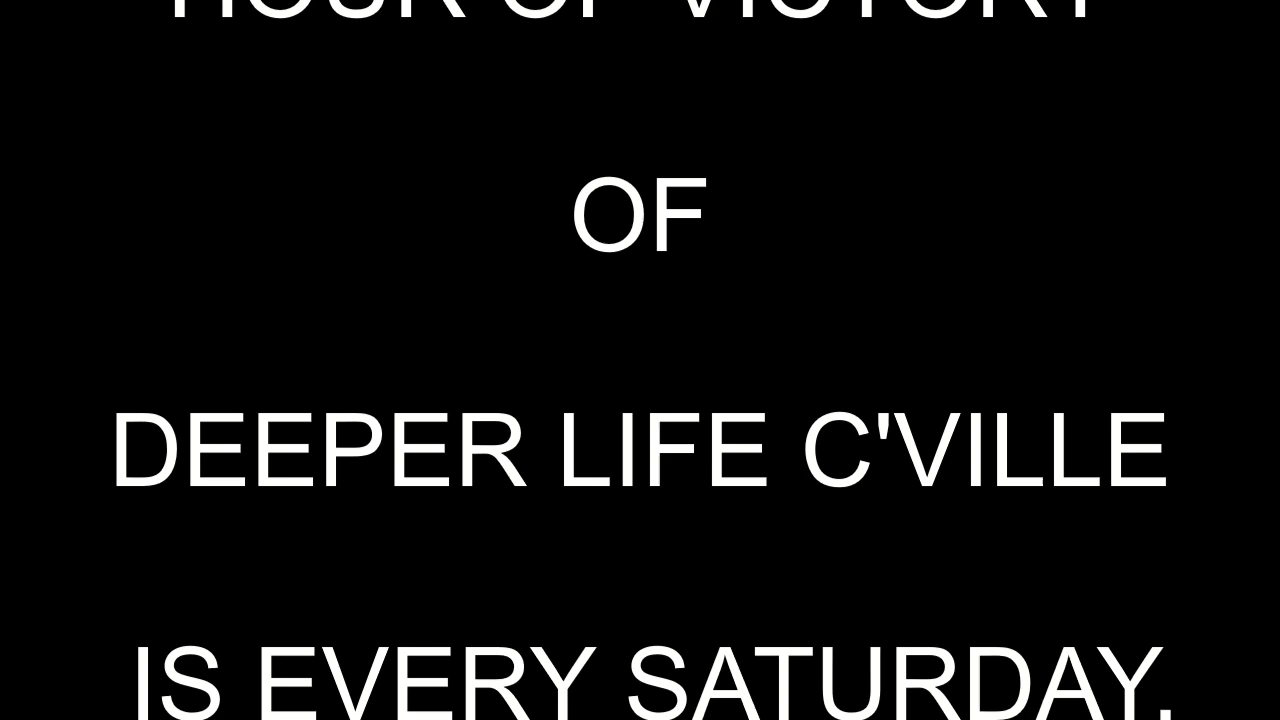 HOUR OF VICTORY
OF
DEEPER LIFE C'VILLE
IS EVERY SATURDAY.